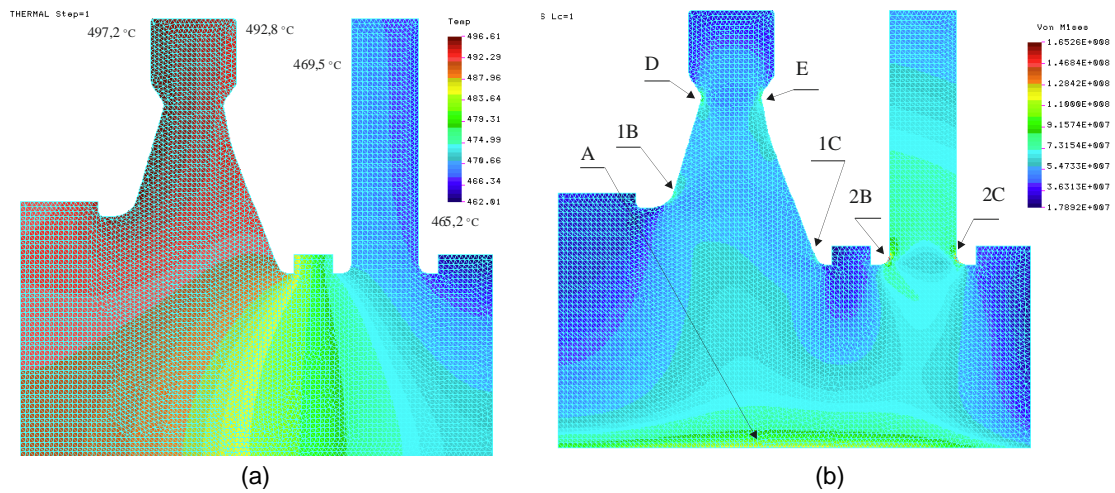 THERMAL Step=1
497,2 °C
492,8 °C
469,5 °C
465,2 °C
Temp
496.61
492.29
487.96
483.64
479.31
474.99
470.66
466.34
462.01
(a)
S Lc=1
D
E
1B
A
1C
2B
2C
Von Mises
1.6526E+008
1.4684E+008
1.2842E+008
1.1000E+008
9.1574E+007
7.3154E+007
5.4733E+007
3.6313E+007
1.7892E+007
(b)